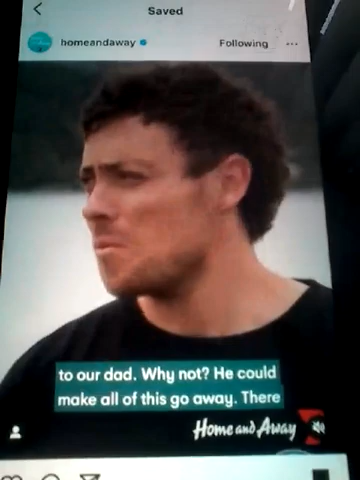 Saved
homeandaway
Following
to our dad. Why not? He could
make all of this go away. There
Home and Away